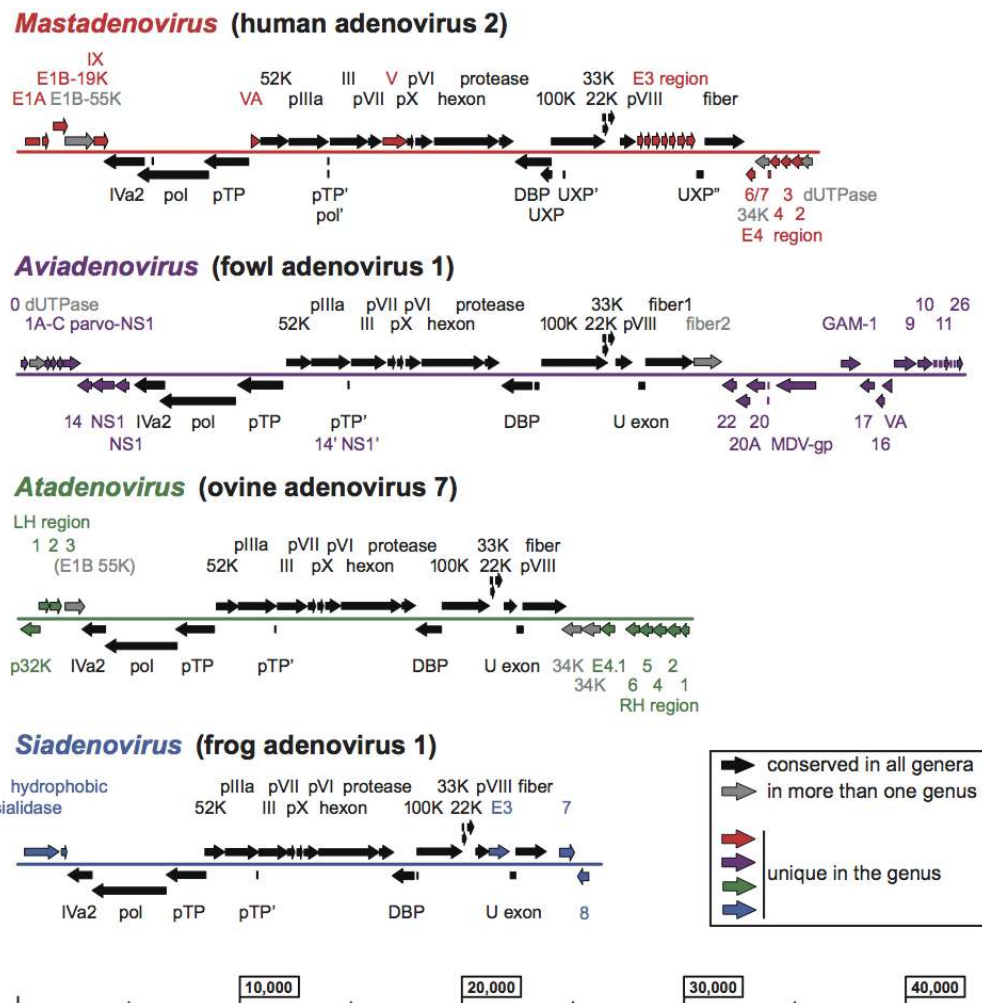 Mastadenovirus (human adenovirus 2)
IX
E1B-19K 52K III V pVI protease 33K E3 region
E1A E1B-55K VA pIIIa pVII pX hexon 100K 22K pVIII fiber
IVa2 pol pTP pTP' DBP UXP' UXP" 6/7 3 dUTPase
pol' UXP 34K 4 2
E4 region
Aviadenovirus (fowl adenovirus 1)
0 dUTPase pIIIa pVII pVI protease 33K fiber1 10 26
1A-C parvo-NS1 52K III pX hexon 100K 22K pVIII fiber2 GAM-1 9 11
14 NS1 IVa2 pol pTP pTP' DBP U exon 22 20 17 VA
NS1 14' NS1' 20A MDV-gp 16
Atadenovirus (ovine adenovirus 7)
LH region
1 2 3 pIIIa pVII pVI protease 33K fiber
(E1B 55K) 52K III pX hexon 100K 22K pVIII
p32K IVa2 pol pTP pTP' DBP U exon 34K E4.1 5 2
34K 6 4 1
RH region
Siadenovirus (frog adenovirus 1)
hydrophobic pIIIa pVII pVI protease 33K pVIII fiber
sialidase 52K III pX hexon 100K 22K E3 7
IVa2 pol pTP pTP' DBP U exon 8
conserved in all genera
in more than one genus
unique in the genus
10,000 20,000 30,000 40,000